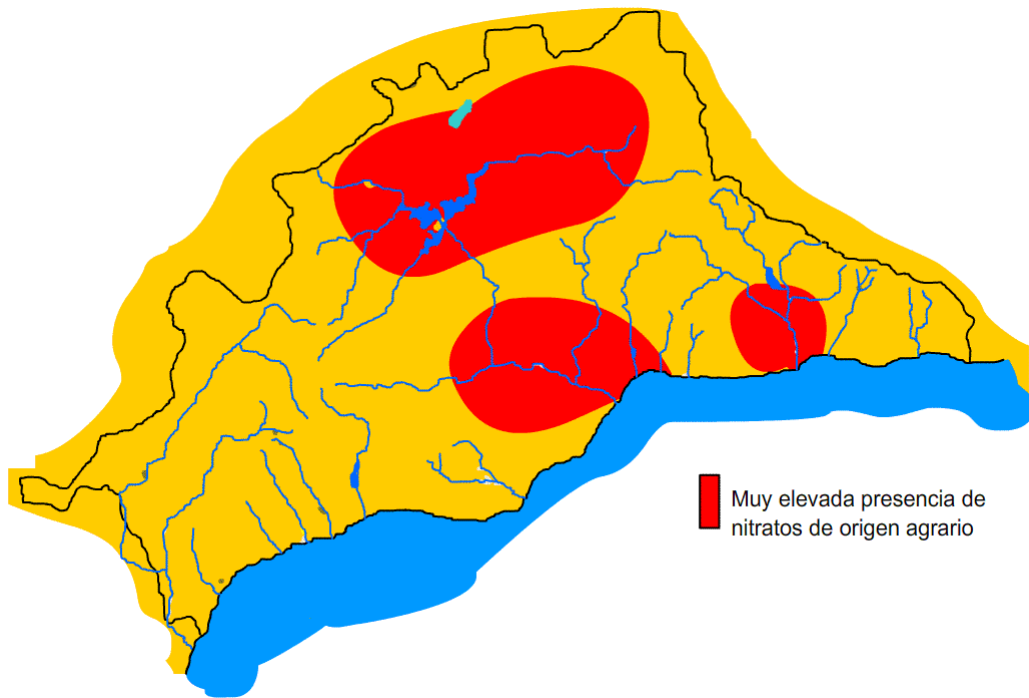 Muy elevada presencia de
nitratos de origen agrario